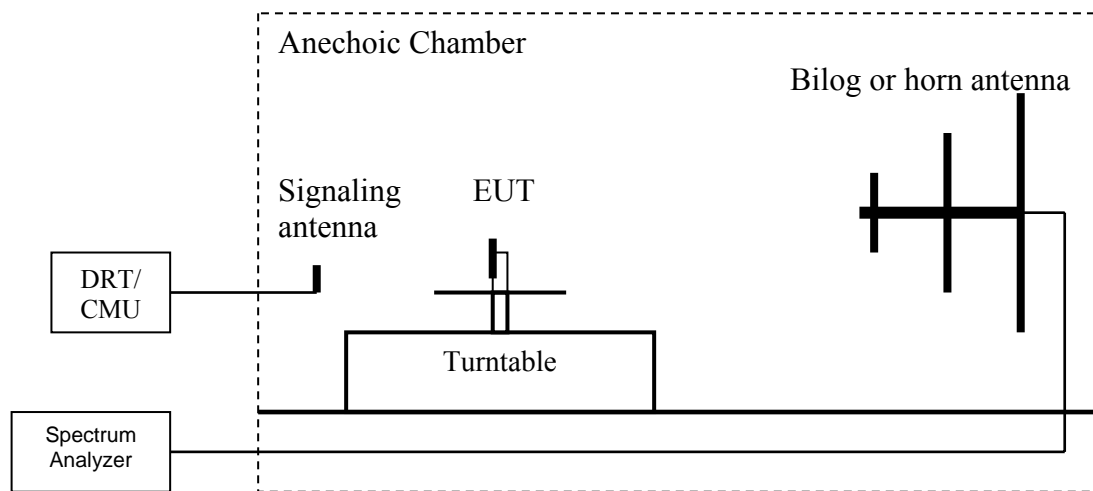 Anechoic Chamber
Bilog or horn antenna
Signaling
antenna
EUT
DRT/
CMU
Turntable
Spectrum
Analyzer